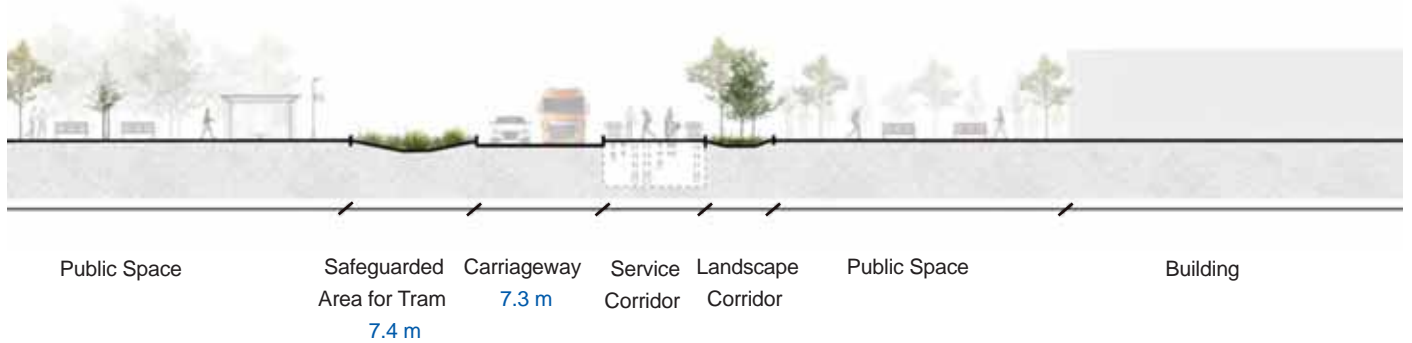 Public Space
Safeguarded
Area for Tram
7.4 m
Carriageway
7.3 m
Service
Corridor
Landscape
Corridor
Public Space
Building